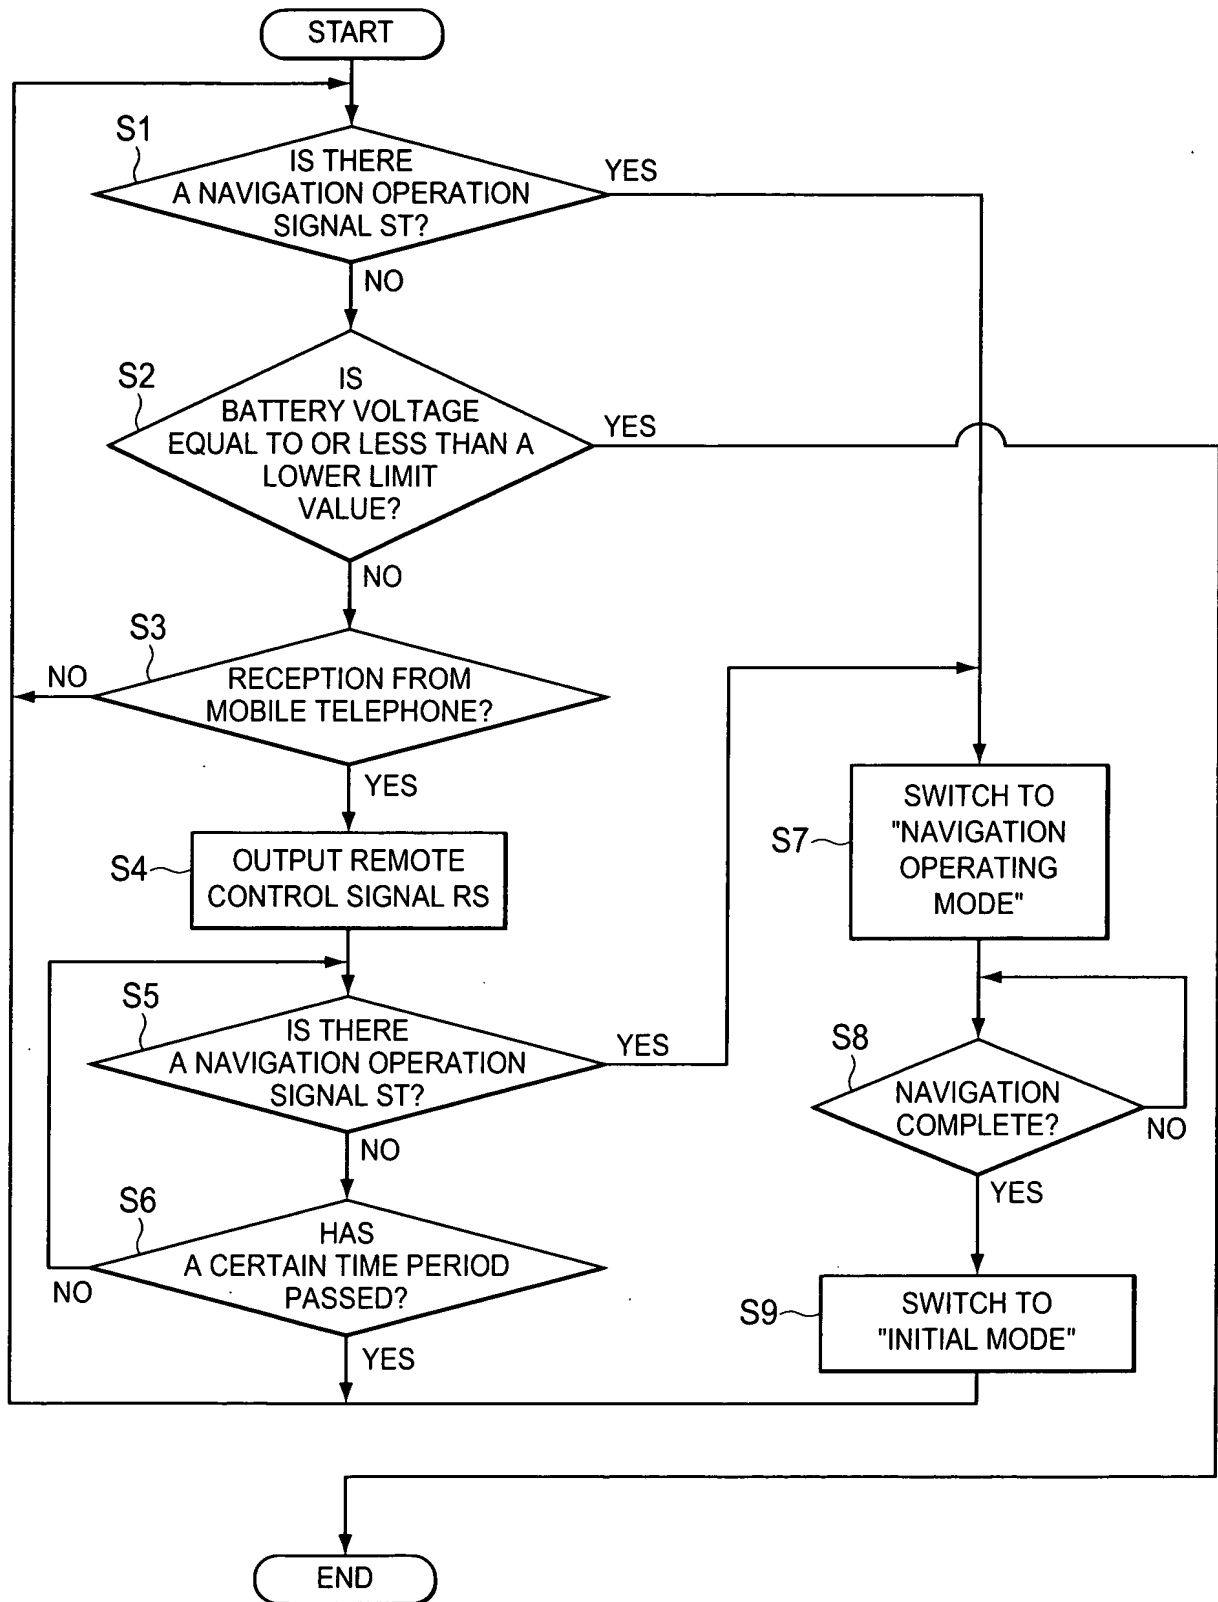 START
S1
IS THERE
A NAVIGATION OPERATION
SIGNAL ST?
YES
NO
S2
IS
BATTERY VOLTAGE
EQUAL TO OR LESS THAN A
LOWER LIMIT
VALUE?
YES
NO
S3
RECEPTION FROM
MOBILE TELEPHONE?
NO
YES
S4
OUTPUT REMOTE
CONTROL SIGNAL RS
S5
IS THERE
A NAVIGATION OPERATION
SIGNAL ST?
YES
NO
S6
HAS
A CERTAIN TIME PERIOD
PASSED?
NO
YES
S7
SWITCH TO
"NAVIGATION
OPERATING
MODE"
S8
NAVIGATION
COMPLETE?
NO
YES
S9
SWITCH TO
"INITIAL MODE"
END